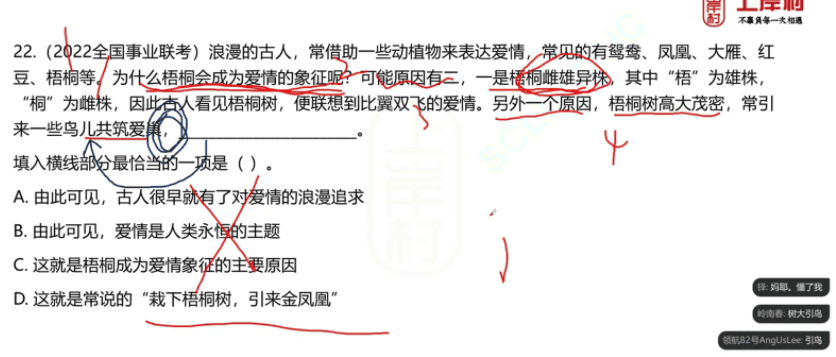 上岸村
不辜负每一次相遇
22.（2022全国事业联考）浪漫的古人，常借助一些动植物来表达爱情，常见的有鸳鸯、凤凰、大雁、红
豆、梧桐等。为什么梧桐会成为爱情的象征呢？可能原因有二，一是梧桐雌雄异株，其中“梧”为雄株，
“桐”为雌株，因此古人看见梧桐树，便联想到比翼双飞的爱情。另外一个原因，梧桐树高大茂密，常引
来一些鸟儿共筑爱巢，____________________。
填入横线部分最恰当的一项是（ ）。
A. 由此可见，古人很早就有了对爱情的浪漫追求
B. 由此可见，爱情是人类永恒的主题
C. 这就是梧桐成为爱情象征的主要原因
D. 这就是常说的“栽下梧桐树，引来金凤凰”
上岸村
锋: 妈耶，懂了我
岭南春: 树大引鸟
领航82号AngUsLee: 引鸟